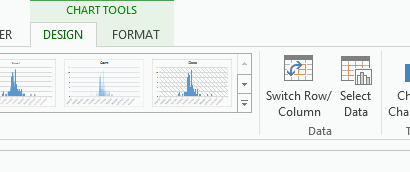 CHART TOOLS
ER DESIGN FORMAT
Switch Row/ Select Ch
Column Data Cha
Data T